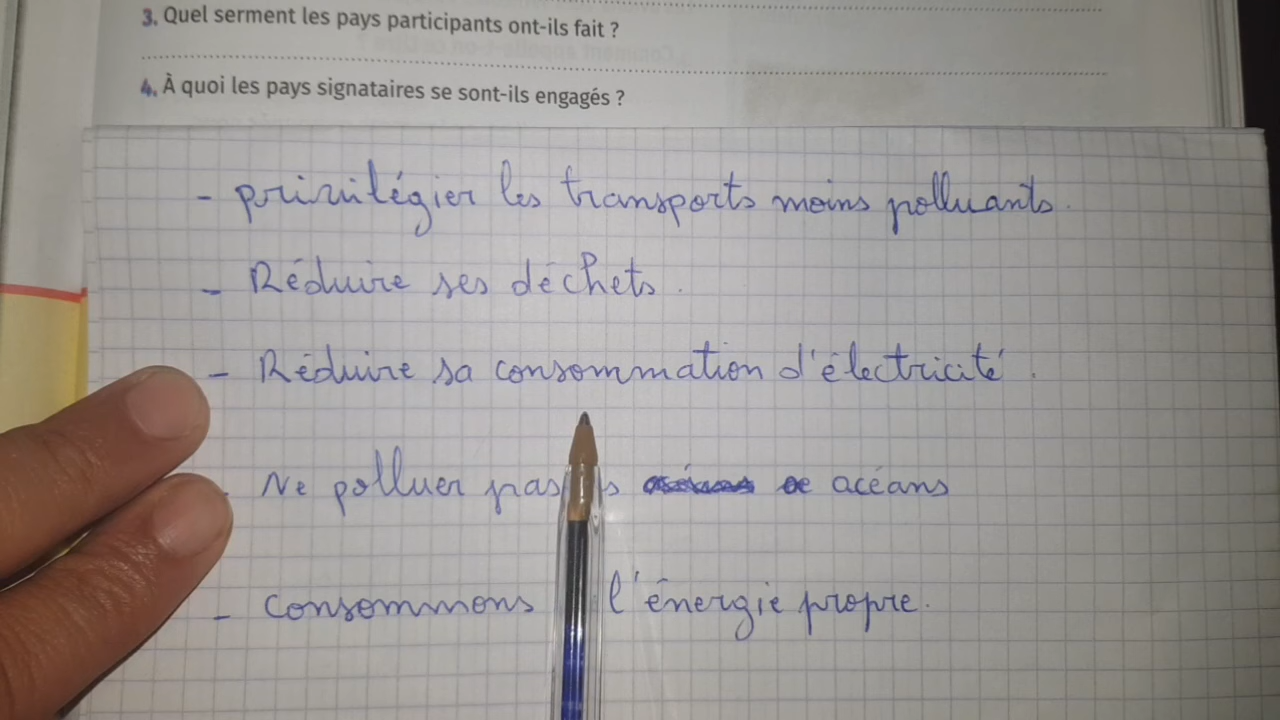 3. Quel serment les pays participants ont-ils fait ?
4. À quoi les pays signataires se sont-ils engagés ?
- privilégier les transports moins polluants.
- Réduire ses déchets.
- Réduire sa consommation d'électricité.
Ne polluer pas acéans
- Consommons l'énergie propre.